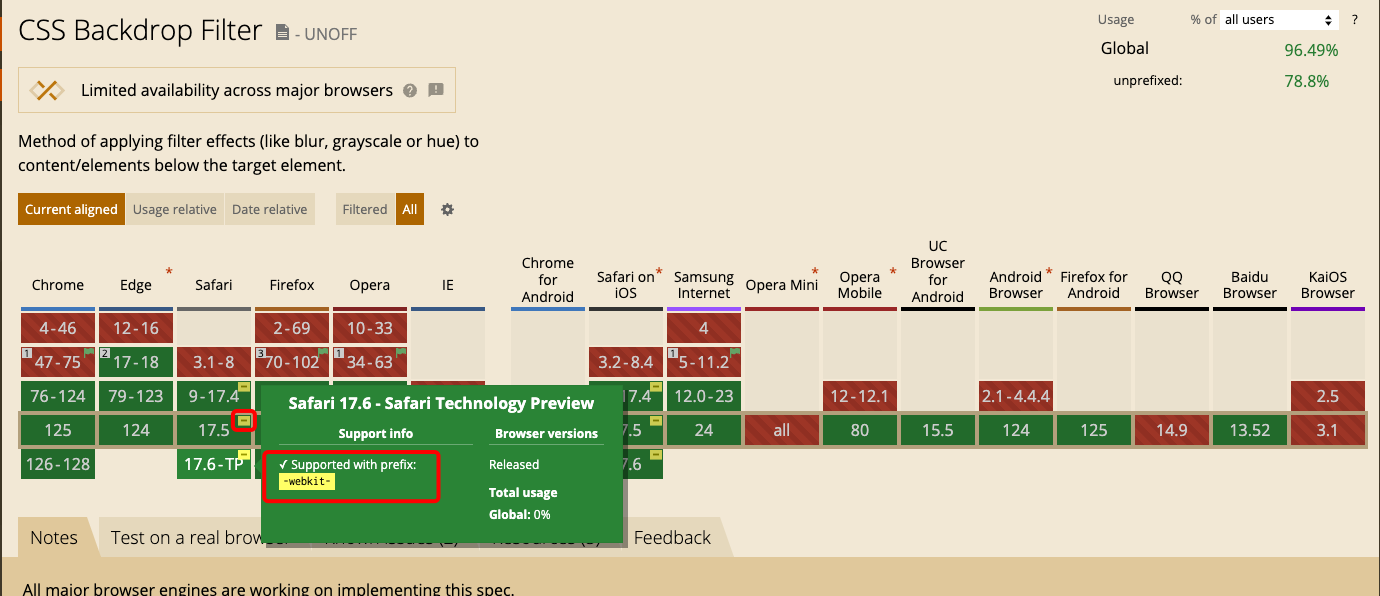 CSS Backdrop Filter - UNOFF
Usage % of all users ?
Global 96.49%
unprefixed: 78.8%
Limited availability across major browsers ?
Method of applying filter effects (like blur, grayscale or hue) to
content/elements below the target element.
Current aligned Usage relative Date relative Filtered All
Chrome Edge * Safari Firefox Opera IE Chrome for Android Safari on iOS * Samsung Internet Opera Mini * Opera Mobile * UC Browser for Android Android Browser * Firefox for Android QQ Browser Baidu Browser KaiOS Browser
4-46 12-16 2-69 10-33 4
1 47-75 2 17-18 3.1-8 3 70-102 1 34-63 3.2-8.4 1 5-11.2
76-124 79-123 9-17.4 7.4 12.0-23 12-12.1 2.1-4.4.4 2.5
125 124 17.5 7.5 24 all 80 15.5 124 125 14.9 13.52 3.1
126-128 17.6-TP 7.6
Safari 17.6 - Safari Technology Preview
Support info
✓ Supported with prefix:
-webkit-
Browser versions
Released
Total usage
Global: 0%
Notes Test on a real browser Feedback
All major browser engines are working on implementing this spec.